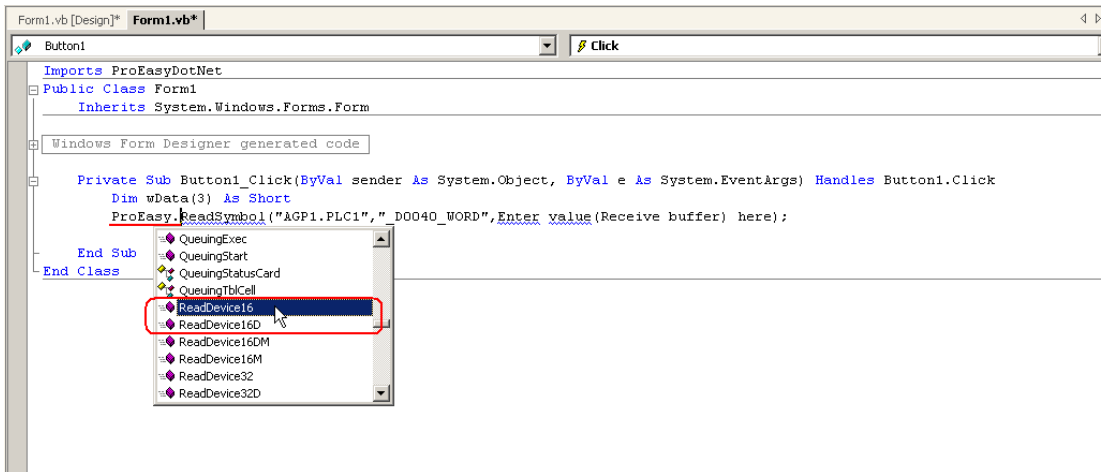 Form1.vb [Design]* Form1.vb*
Button1 Click
Imports ProEasyDotNet
Public Class Form1
Inherits System.Windows.Forms.Form
Windows Form Designer generated code
Private Sub Button1_Click(ByVal sender As System.Object, ByVal e As System.EventArgs) Handles Button1.Click
Dim wData(3) As Short
ProEasy.ReadSymbol("AGP1.PLC1","_D0040_WORD",Enter value(Receive buffer) here);
QueuingExec
End Sub
QueuingStart
End Class
QueuingStatusCard
QueuingTblCell
ReadDevice16
ReadDevice16D
ReadDevice16DM
ReadDevice16M
ReadDevice32
ReadDevice32D